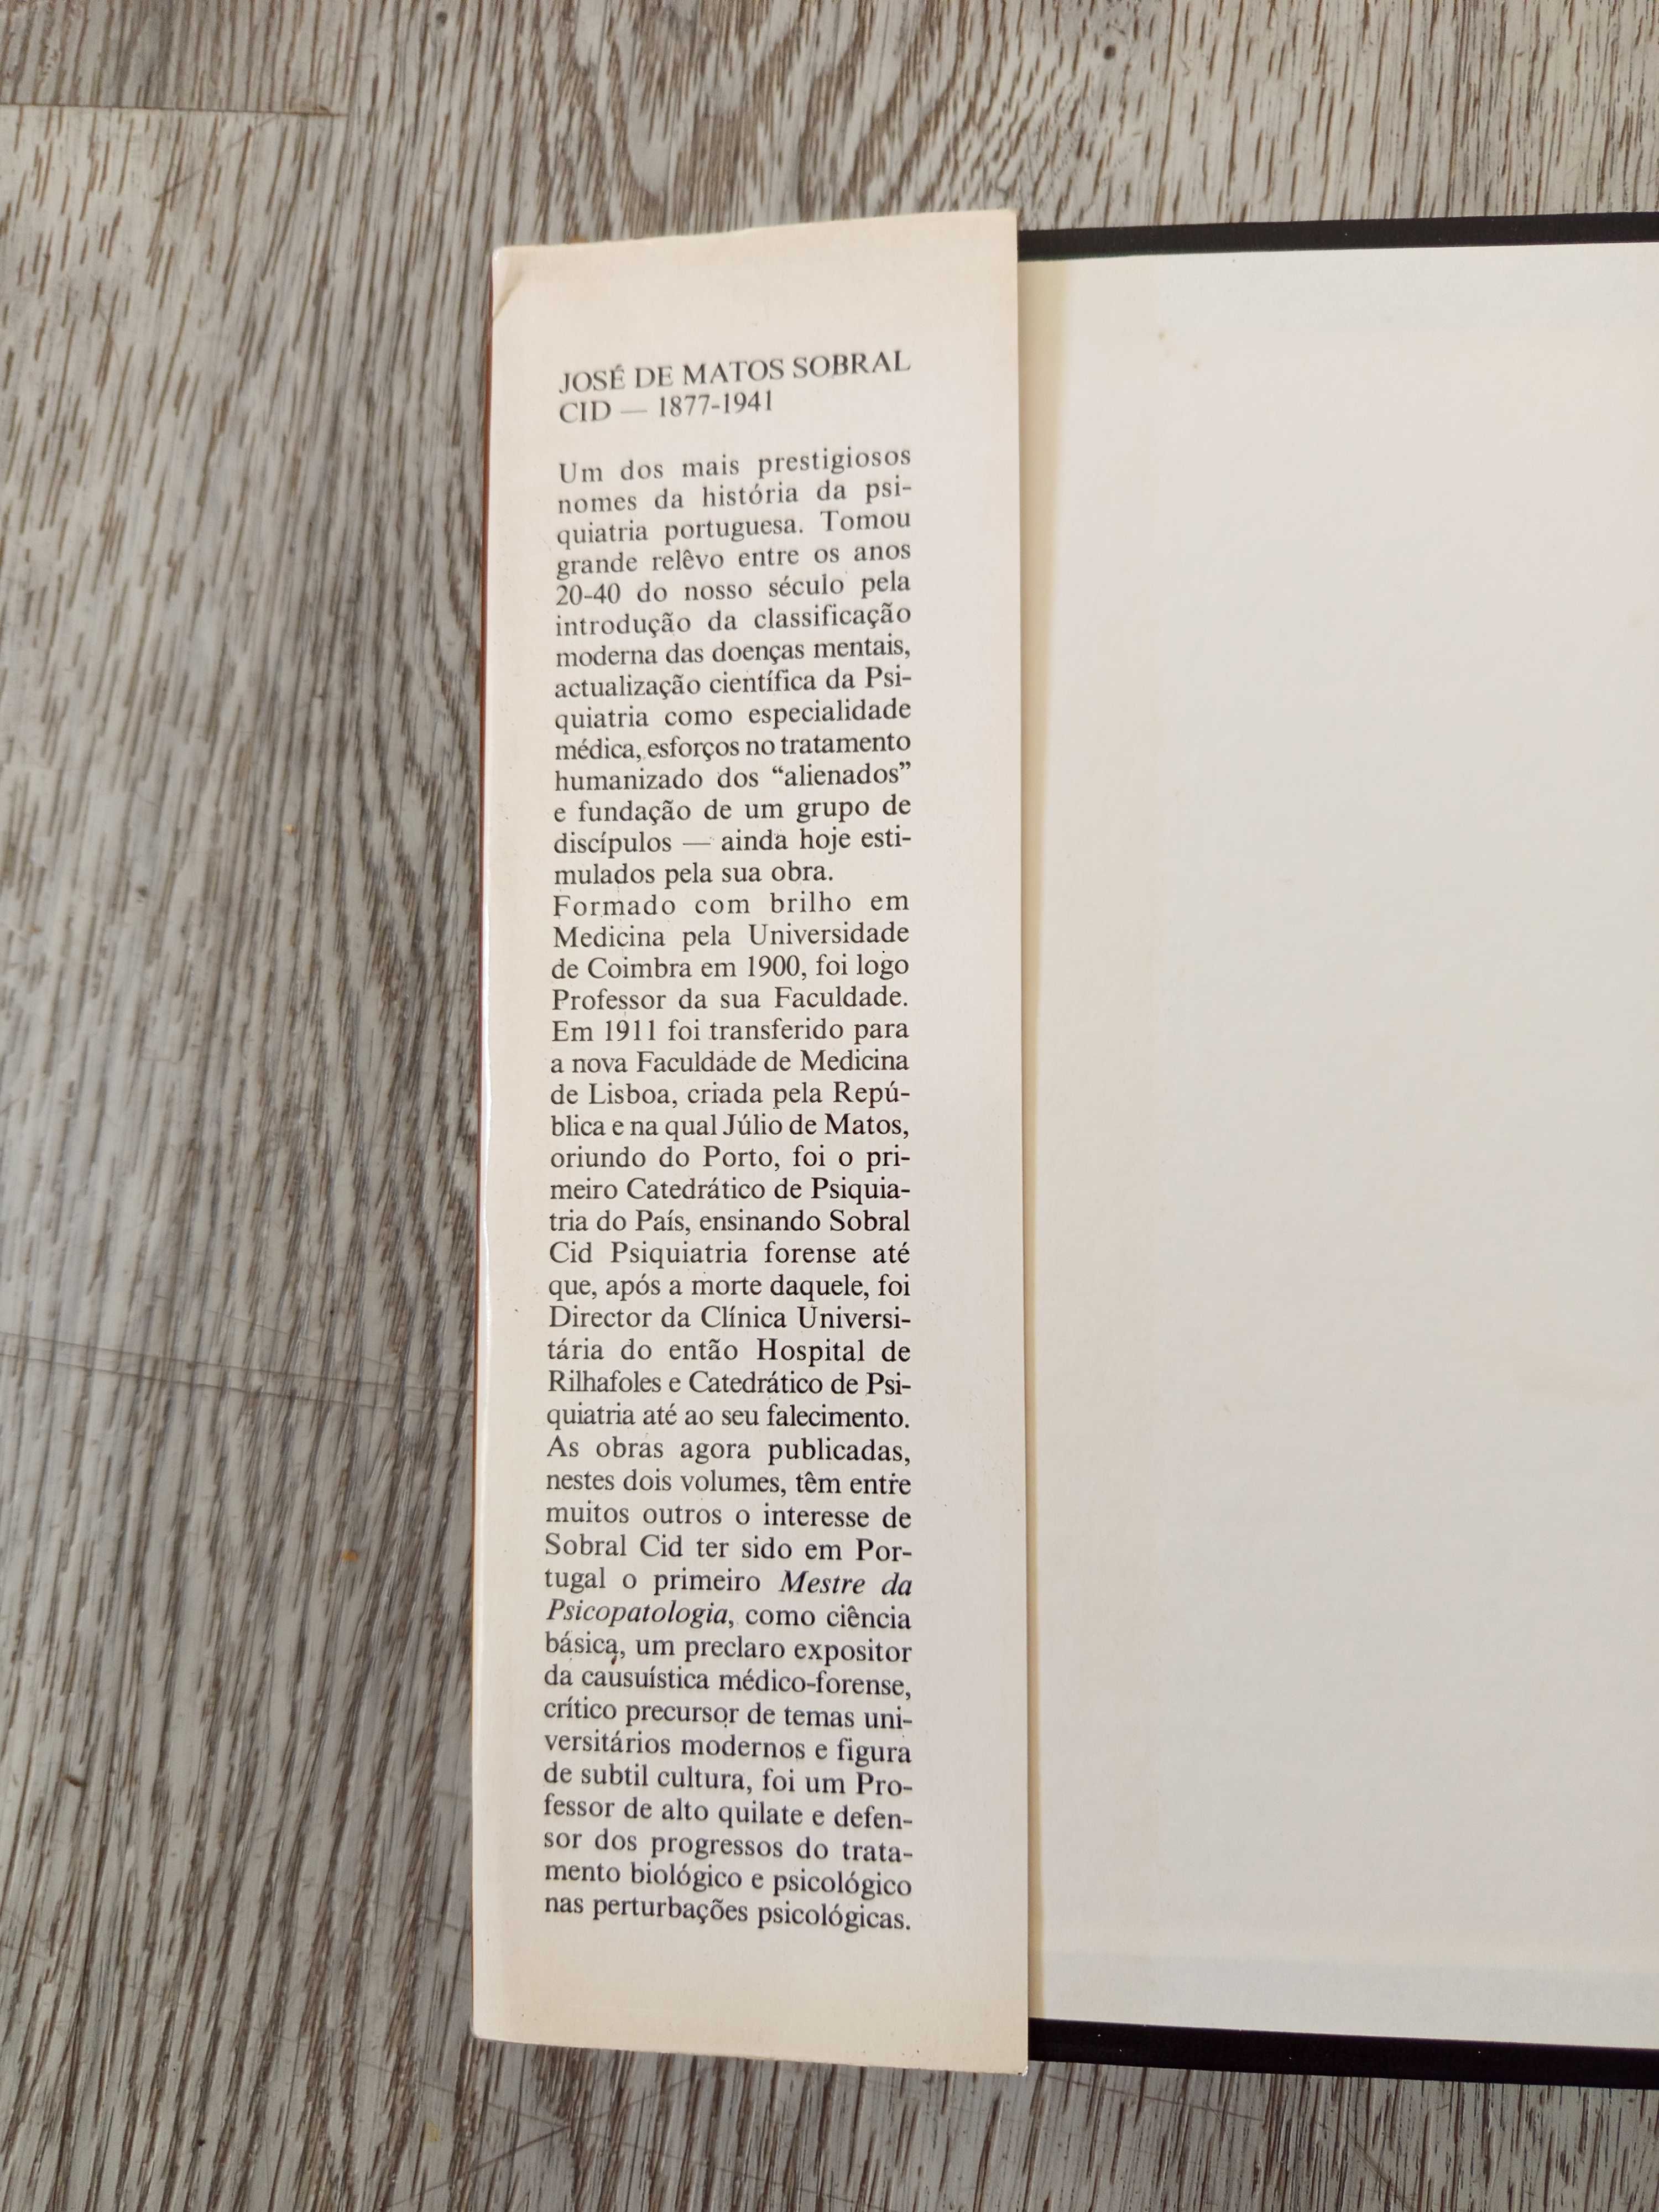 JOSÉ DE MATOS SOBRAL
CID — 1877-1941
Um dos mais prestigiosos
nomes da história da psi-
quiatria portuguesa. Tomou
grande relêvo entre os anos
20-40 do nosso século pela
introdução da classificação
moderna das doenças mentais,
actualização científica da Psi-
quiatria como especialidade
médica, esforços no tratamento
humanizado dos “alienados”
e fundação de um grupo de
discípulos — ainda hoje esti-
mulados pela sua obra.
Formado com brilho em
Medicina pela Universidade
de Coimbra em 1900, foi logo
Professor da sua Faculdade.
Em 1911 foi transferido para
a nova Faculdade de Medicina
de Lisboa, criada pela Repú-
blica e na qual Júlio de Matos,
oriundo do Porto, foi o pri-
meiro Catedrático de Psiquia-
tria do País, ensinando Sobral
Cid Psiquiatria forense até
que, após a morte daquele, foi
Director da Clínica Universi-
tária do então Hospital de
Rilhafoles e Catedrático de Psi-
quiatria até ao seu falecimento.
As obras agora publicadas,
nestes dois volumes, têm entre
muitos outros o interesse de
Sobral Cid ter sido em Por-
tugal o primeiro Mestre da
Psicopatologia, como ciência
básica, um preclaro expositor
da causuística médico-forense,
crítico precursor de temas uni-
versitários modernos e figura
de subtil cultura, foi um Pro-
fessor de alto quilate e defen-
sor dos progressos do trata-
mento biológico e psicológico
nas perturbações psicológicas.